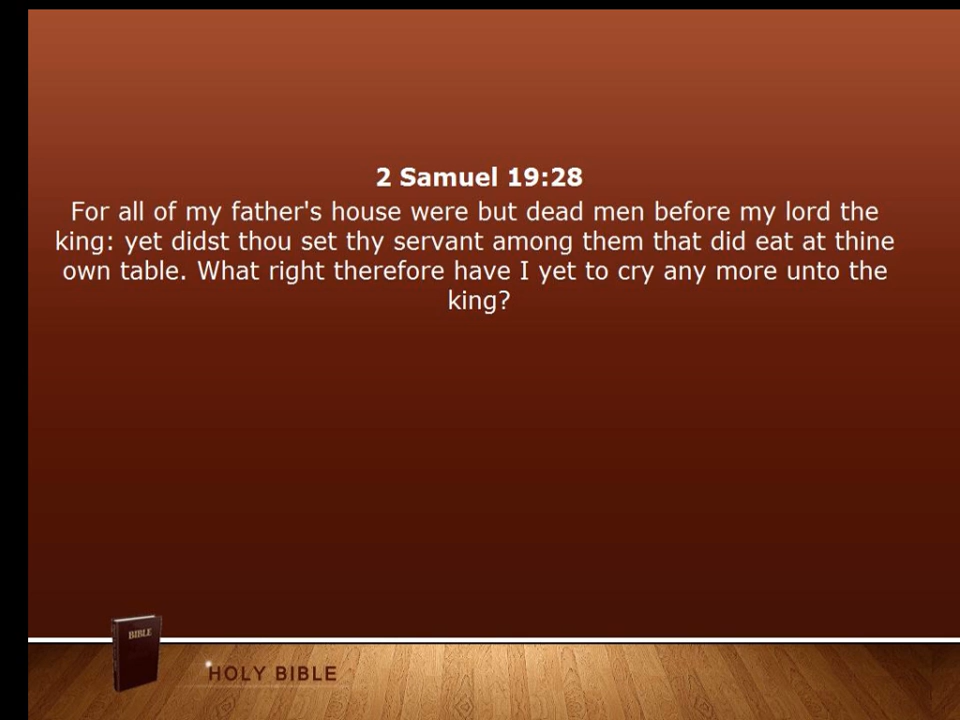 2 Samuel 19:28
For all of my father's house were but dead men before my lord the
king: yet didst thou set thy servant among them that did eat at thine
own table. What right therefore have I yet to cry any more unto the
king?
BIBLE
HOLY BIBLE